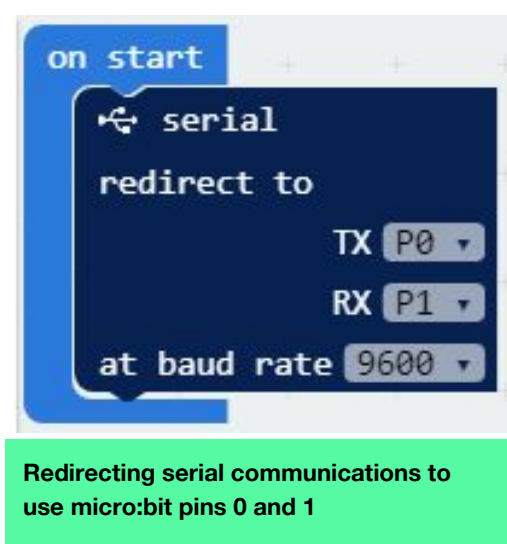 on start
serial
redirect to
TX P0
RX P1
at baud rate 9600
Redirecting serial communications to
use micro:bit pins 0 and 1